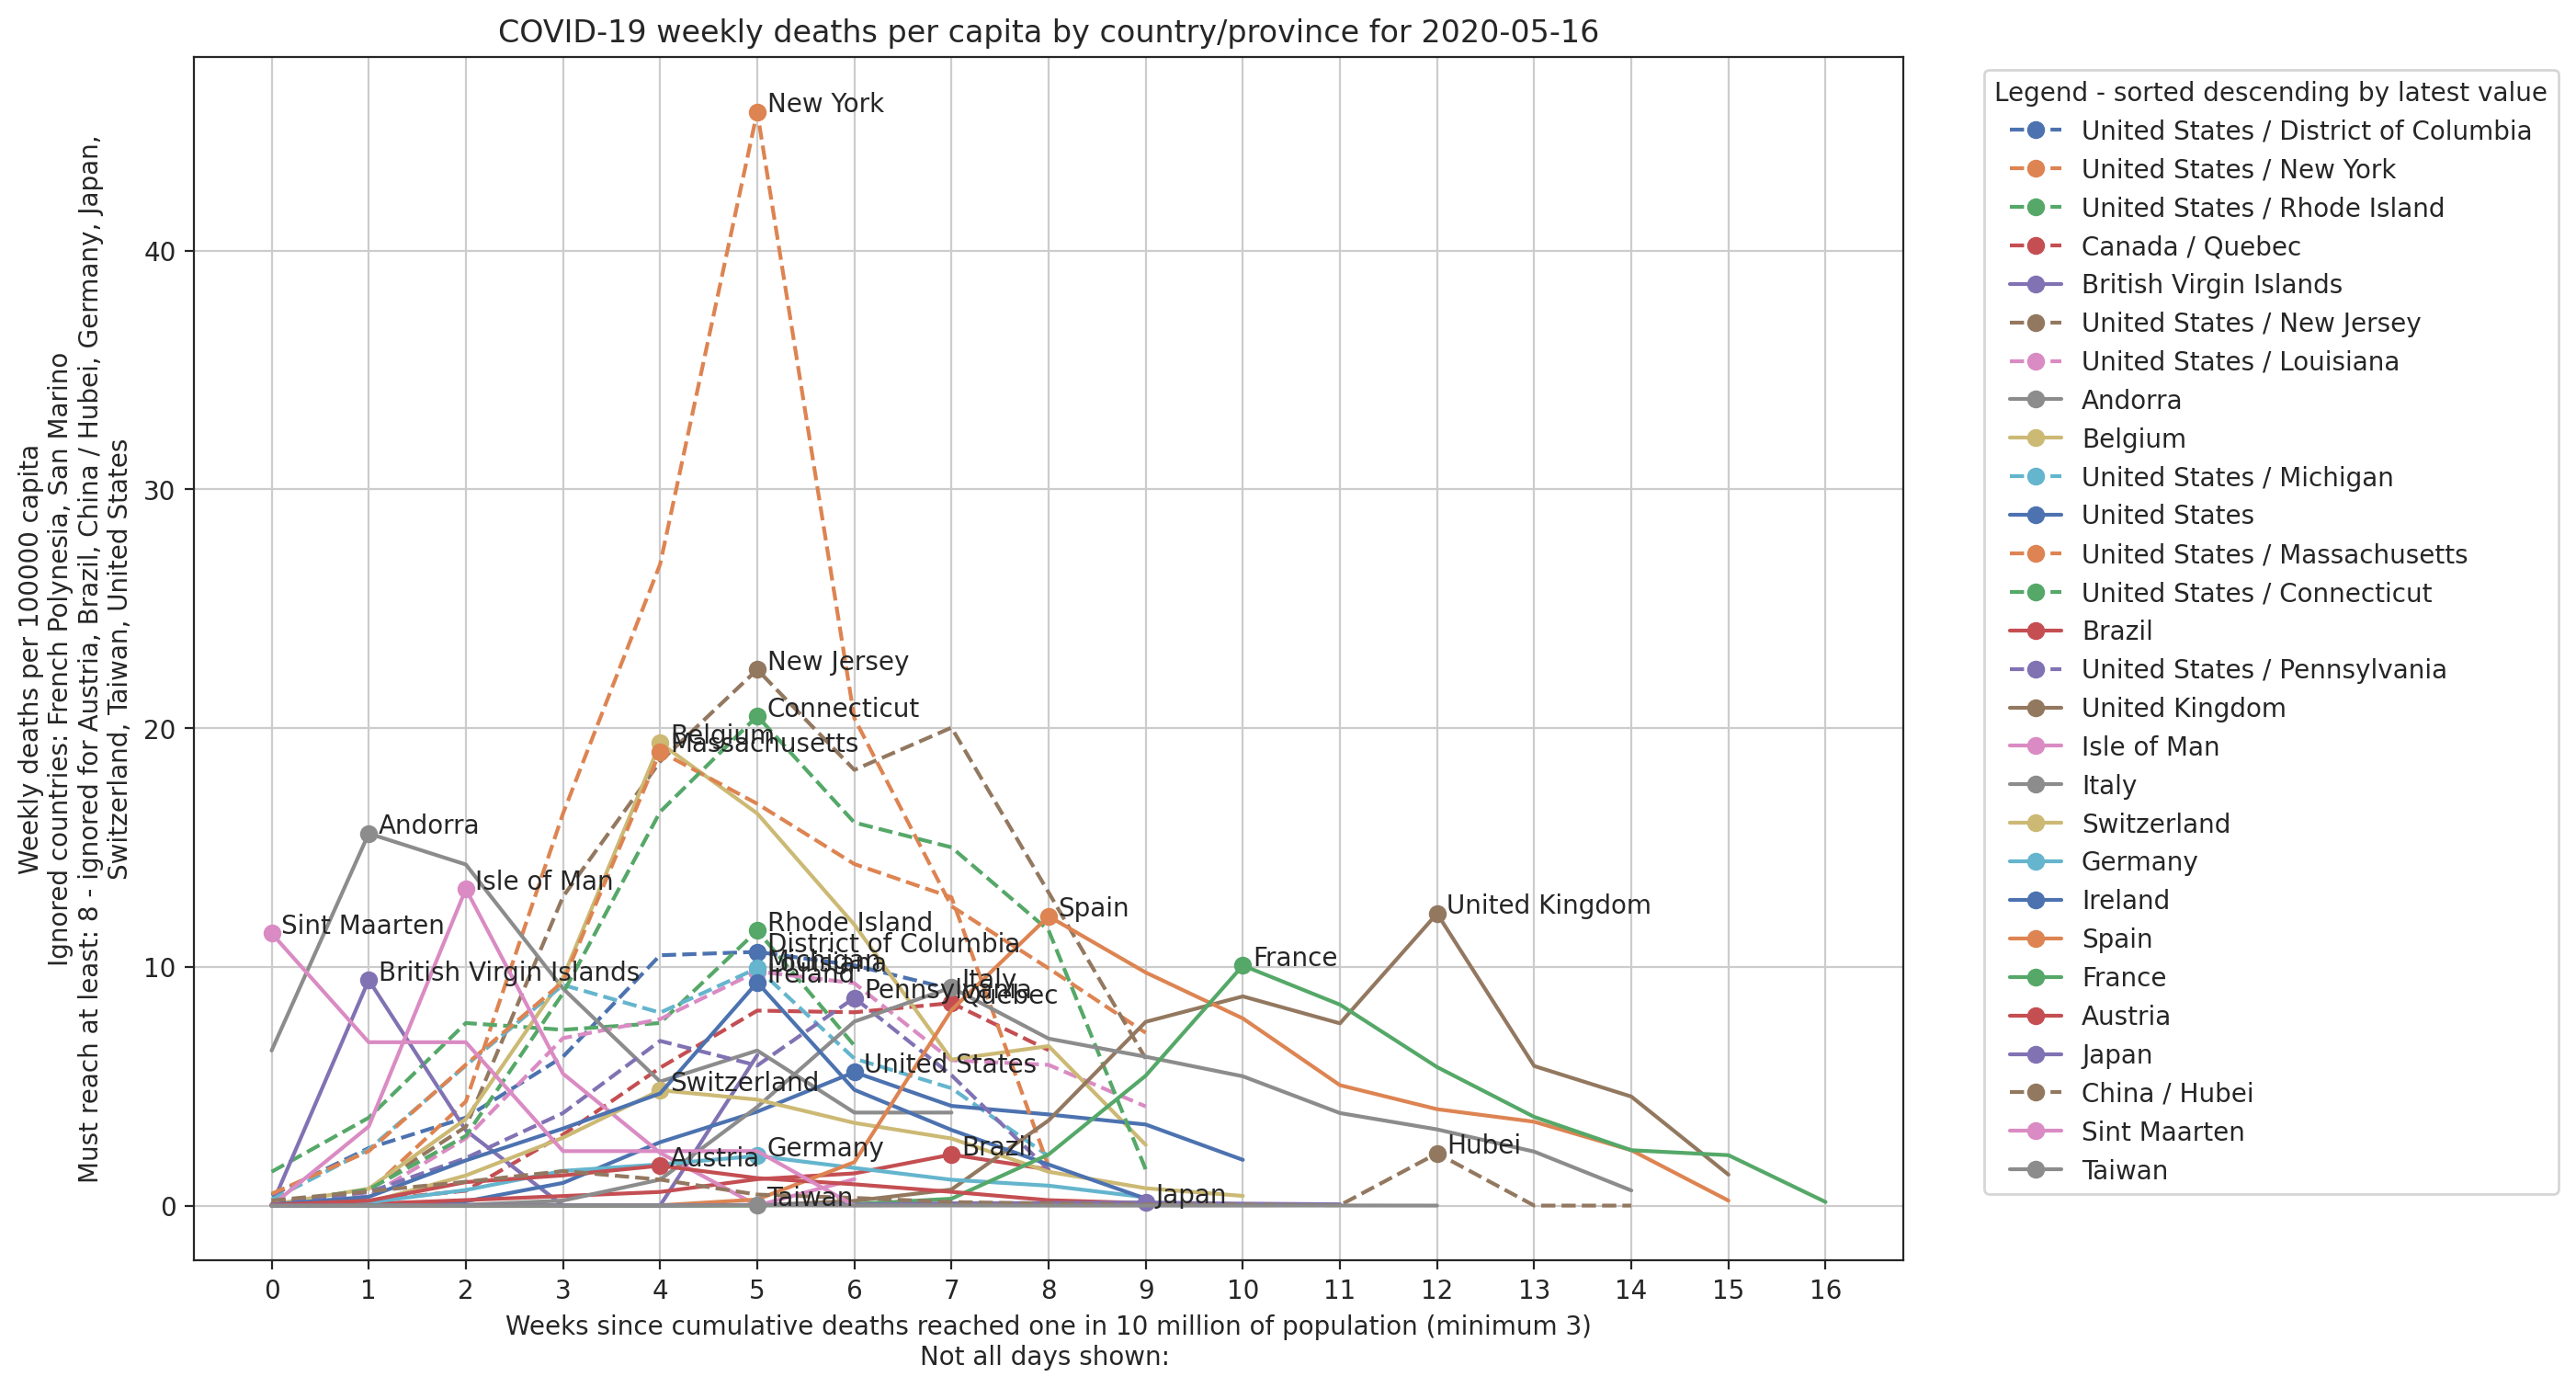 COVID-19 weekly deaths per capita by country/province for 2020-05-16
Weekly deaths per 100000 capita
Ignored countries: French Polynesia, San Marino
Must reach at least: 8 - ignored for Austria, Brazil, China / Hubei, Germany, Japan,
Switzerland, Taiwan, United States
40
30
20
10
0
New York
New Jersey
Connecticut
Belgium
Massachusetts
Andorra
Isle of Man
Sint Maarten
British Virgin Islands
Rhode Island
District of Columbia
Michigan
Louisiana
Ireland
Pennsylvania
Italy
Quebec
Spain
France
United Kingdom
United States
Switzerland
Germany
Austria
Brazil
Hubei
Taiwan
Japan
0 1 2 3 4 5 6 7 8 9 10 11 12 13 14 15 16
Weeks since cumulative deaths reached one in 10 million of population (minimum 3)
Not all days shown:
Legend - sorted descending by latest value
United States / District of Columbia
United States / New York
United States / Rhode Island
Canada / Quebec
British Virgin Islands
United States / New Jersey
United States / Louisiana
Andorra
Belgium
United States / Michigan
United States
United States / Massachusetts
United States / Connecticut
Brazil
United States / Pennsylvania
United Kingdom
Isle of Man
Italy
Switzerland
Germany
Ireland
Spain
France
Austria
Japan
China / Hubei
Sint Maarten
Taiwan